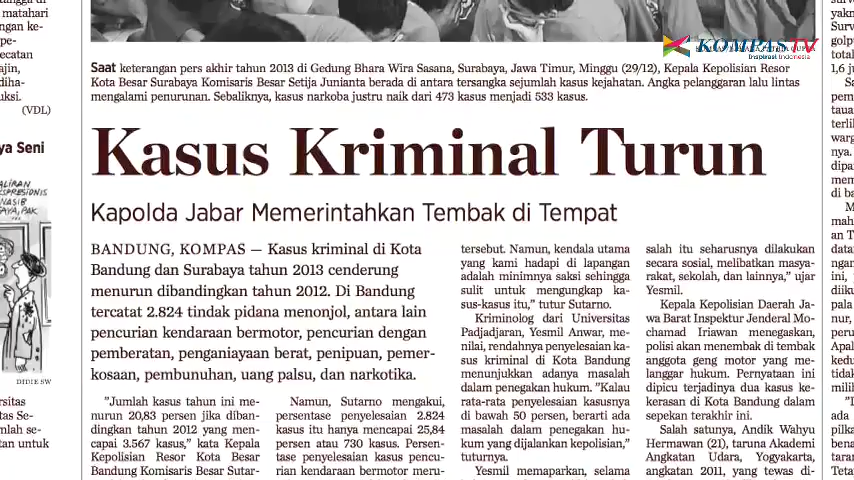 KOMPAS TV
Inspirasi Indonesia
Saat keterangan pers akhir tahun 2013 di Gedung Bhara Wira Sasana, Surabaya, Jawa Timur, Minggu (29/12), Kepala Kepolisian Resor
Kota Besar Surabaya Komisaris Besar Setija Junianta berada di antara tersangka sejumlah kasus kejahatan. Angka pelanggaran lalu lintas
mengalami penurunan. Sebaliknya, kasus narkoba justru naik dari 473 kasus menjadi 533 kasus.
Kasus Kriminal Turun
Kapolda Jabar Memerintahkan Tembak di Tempat
BANDUNG, KOMPAS — Kasus kriminal di Kota
Bandung dan Surabaya tahun 2013 cenderung
menurun dibandingkan tahun 2012. Di Bandung
tercatat 2.824 tindak pidana menonjol, antara lain
pencurian kendaraan bermotor, pencurian dengan
pemberatan, penganiayaan berat, penipuan, pemer-
kosaan, pembunuhan, uang palsu, dan narkotika.
"Jumlah kasus tahun ini me-
nurun 20,83 persen jika diban-
dingkan tahun 2012 yang men-
capai 3.567 kasus," kata Kepala
Kepolisian Resor Kota Besar
Bandung Komisaris Besar Sutar-
Namun, Sutarno mengakui,
persentase penyelesaian 2.824
kasus itu hanya mencapai 25,84
persen atau 730 kasus. Persen-
tase penyelesaian kasus pencu-
rian kendaraan bermotor meru-
tersebut. Namun, kendala utama
yang kami hadapi di lapangan
adalah minimnya saksi sehingga
sulit untuk mengungkap ka-
sus-kasus itu," tutur Sutarno.
Kriminolog dari Universitas
Padjadjaran, Yesmil Anwar, me-
nilai, rendahnya penyelesaian ka-
sus kriminal di Kota Bandung
menunjukkan adanya masalah
dalam penegakan hukum. "Kalau
rata-rata penyelesaian kasusnya
di bawah 50 persen, berarti ada
masalah dalam penegakan hu-
kum yang dijalankan kepolisian,"
tuturnya.
Yesmil memaparkan, selama
salah itu seharusnya dilakukan
secara sosial, melibatkan masya-
rakat, sekolah, dan lainnya," ujar
Yesmil.
Kepala Kepolisian Daerah Ja-
wa Barat Inspektur Jenderal Mo-
chamad Iriawan menegaskan,
polisi akan menembak di tempat
anggota geng motor yang me-
langgar hukum. Pernyataan ini
dipicu terjadinya dua kasus ke-
kerasan di Kota Bandung dalam
sepekan terakhir ini.
Salah satunya, Andik Wahyu
Hermawan (21), taruna Akademi
Angkatan Udara, Yogyakarta,
angkatan 2011, yang tewas di-
(VDL)
ya Seni
ALIRAN
NASIB
PAK
DIDIE SW